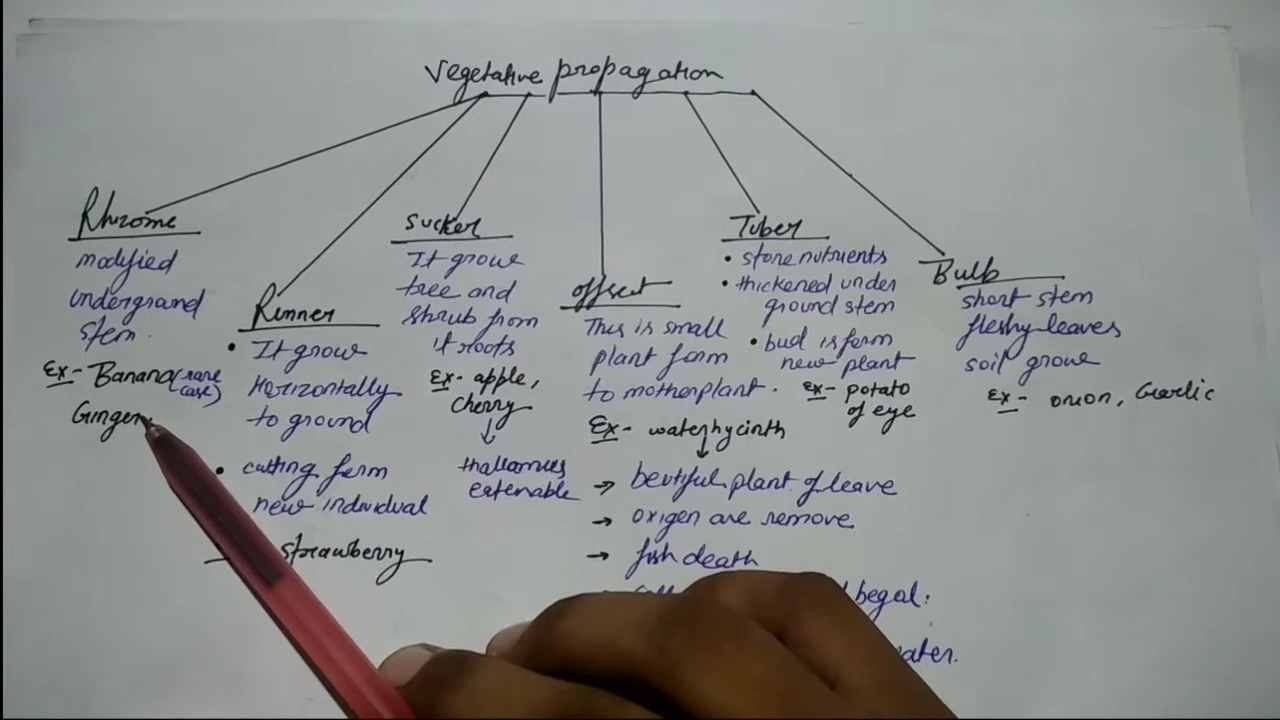 Vegetative propagation
Rhizome
modified
undergrand
stem.
Ex- Banana (rare case)
Ginger
Runner
• It grow
Horizontally
to ground
• cutting form
new individual
strawberry
Sucker
It grow
tree and
shrub from
it roots
Ex- apple,
cherry
↓
thallamus
eatenable
offset
This is small
plant form
to motherplant.
Ex- waterhycinth
→ beutiful plant of leave
→ oxigen are remove
→ fish death
begal.
water.
Tuber
• store nutrients
• thickened under
ground stem
• bud is form
new plant
Ex- potato
of eye
Bulb
short stem
fleshy leaves
soil grow
Ex- onion, Garlic